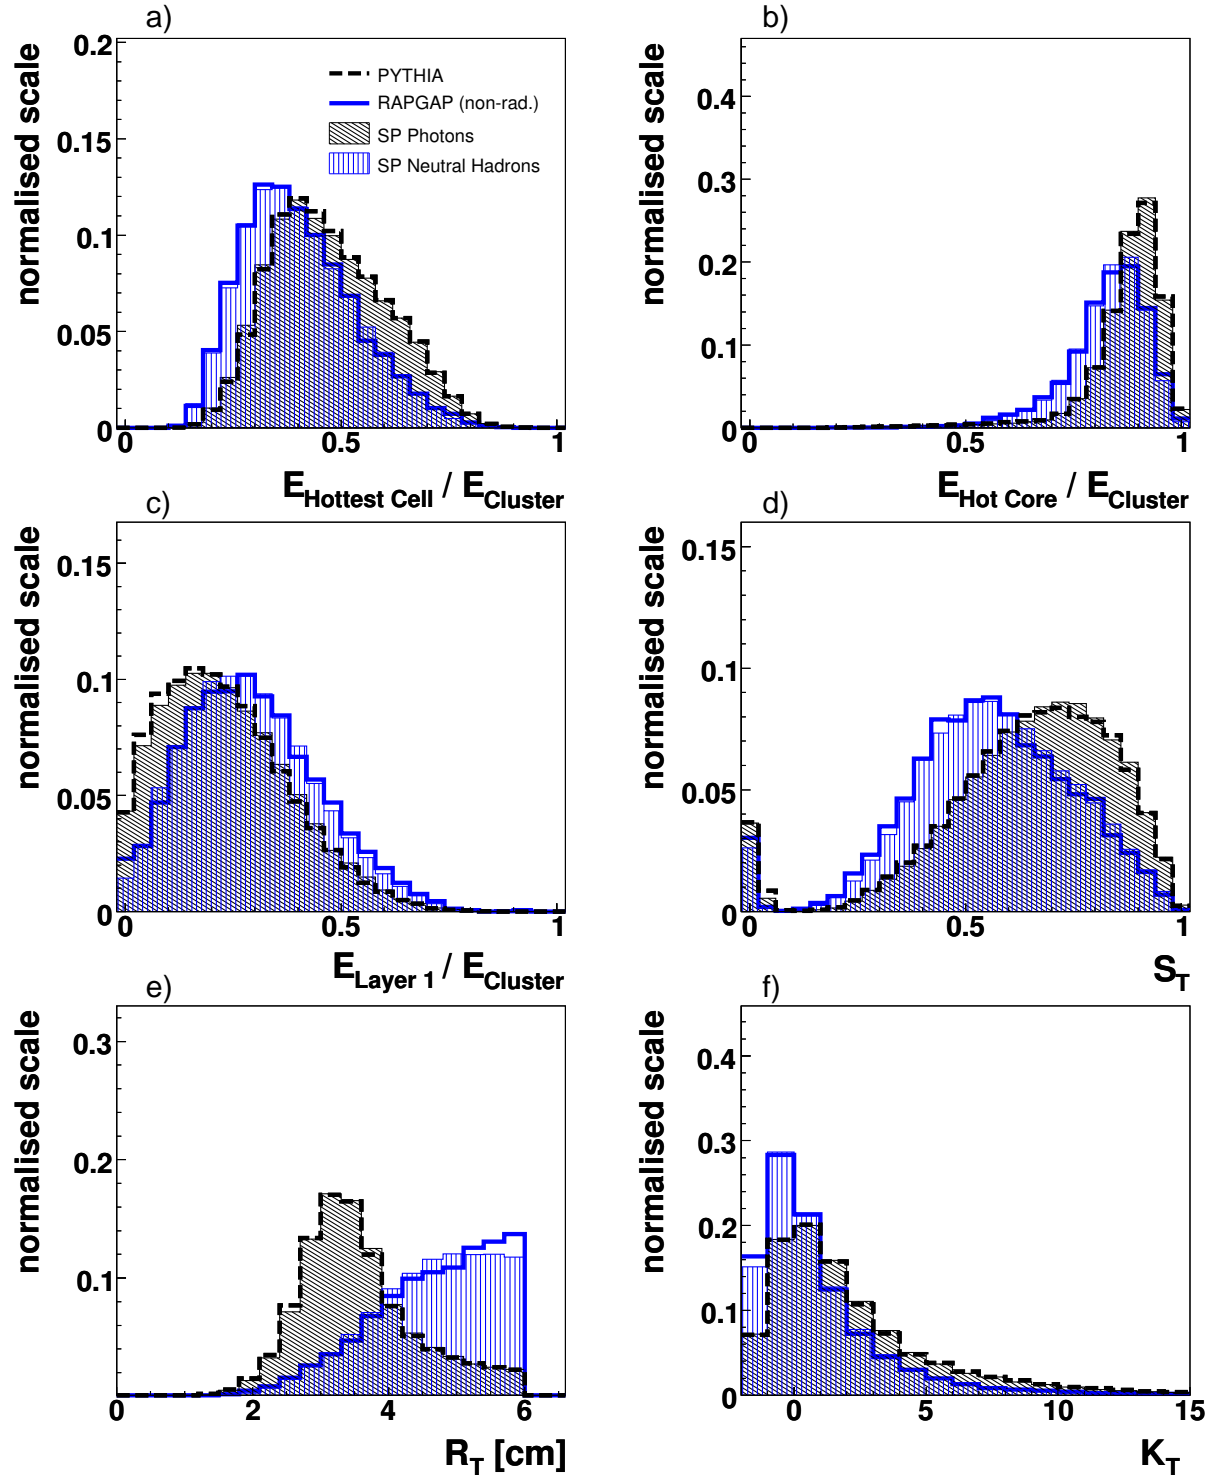 a)
normalised scale
0.2
0.15
0.1
0.05
0
PYTHIA
RAPGAP (non-rad.)
SP Photons
SP Neutral Hadrons
0 0.5 1
E_Hottest Cell / E_Cluster
b)
normalised scale
0.4
0.3
0.2
0.1
0
0 0.5 1
E_Hot Core / E_Cluster
c)
normalised scale
0.15
0.1
0.05
0
0 0.5 1
E_Layer 1 / E_Cluster
d)
normalised scale
0.15
0.1
0.05
0
0 0.5 1
S_T
e)
normalised scale
0.3
0.2
0.1
0 2 4 6
R_T [cm]
f)
normalised scale
0.4
0.3
0.2
0.1
0
0 5 10 15
K_T